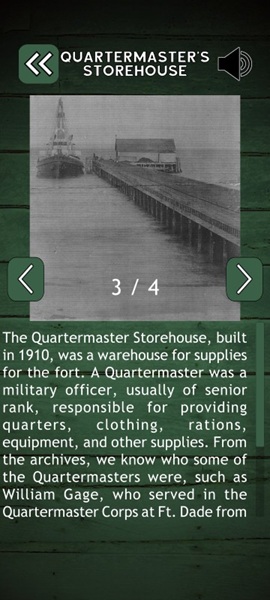 QUARTERMASTER'S
STOREHOUSE
3 / 4
The Quartermaster Storehouse, built
in 1910, was a warehouse for supplies
for the fort. A Quartermaster was a
military officer, usually of senior
rank, responsible for providing
quarters, clothing, rations,
equipment, and other supplies. From
the archives, we know who some of
the Quartermasters were, such as
William Gage, who served in the
Quartermaster Corps at Ft. Dade from